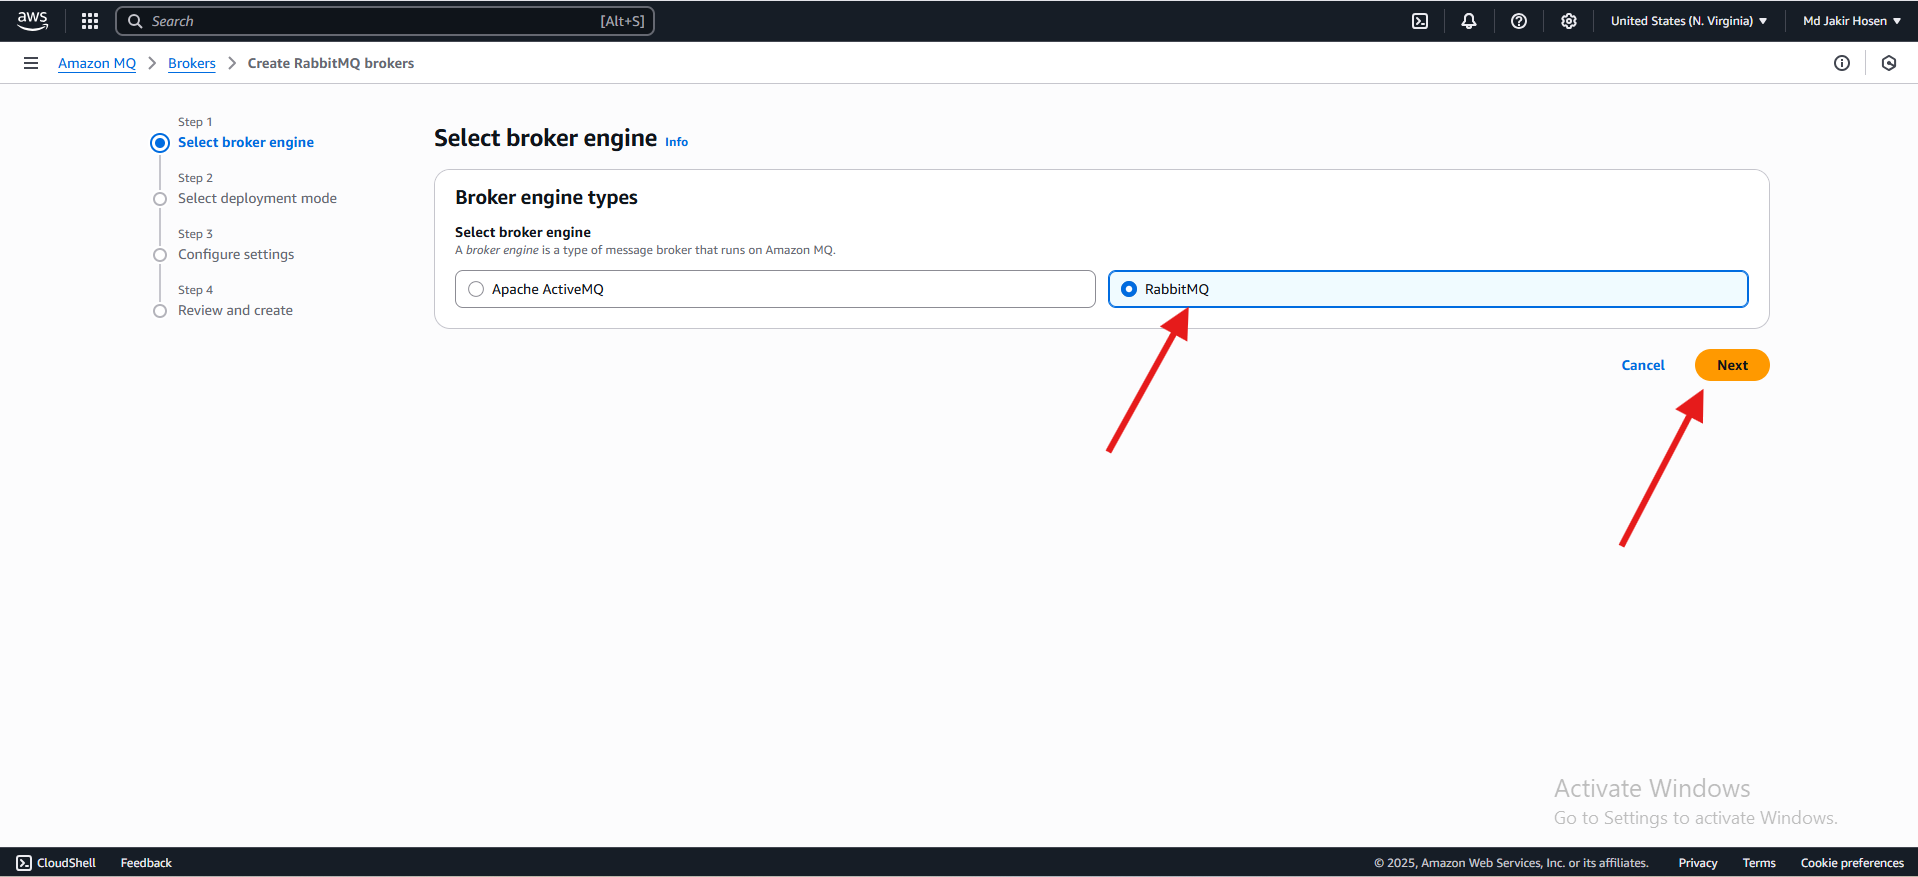 aws
Search [Alt+S]
United States (N. Virginia)
Md Jakir Hosen
Amazon MQ
Brokers
Create RabbitMQ brokers
Step 1
Select broker engine
Step 2
Select deployment mode
Step 3
Configure settings
Step 4
Review and create
Select broker engine Info
Broker engine types
Select broker engine
A broker engine is a type of message broker that runs on Amazon MQ.
Apache ActiveMQ
RabbitMQ
Cancel
Next
Activate Windows
Go to Settings to activate Windows.
CloudShell
Feedback
© 2025, Amazon Web Services, Inc. or its affiliates.
Privacy
Terms
Cookie preferences